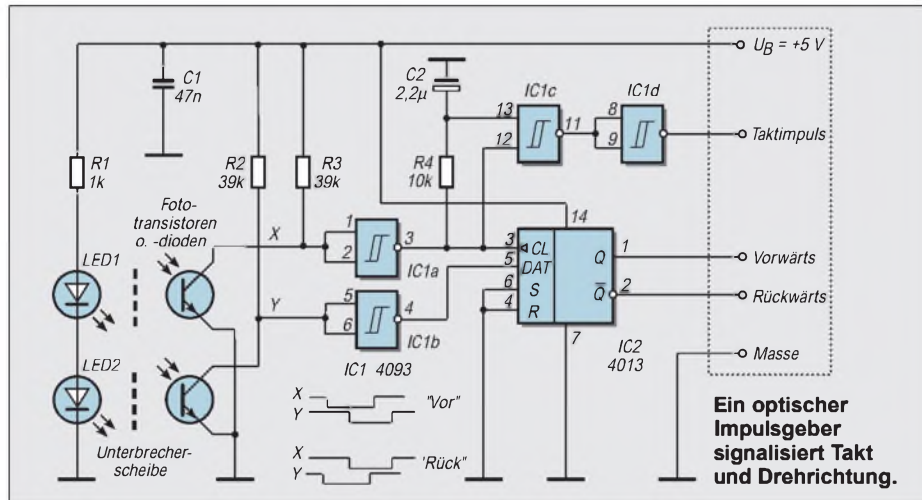 UB = +5 V
C1
47n
C2
2,2µ
IC1c
IC1d
13
12
11
8
9
Taktimpuls
R1
1k
R2
39k
R3
39k
R4
10k
Foto-
transistoren
o. -dioden
X
1
2
3
IC1a
14
3
CL
5
DAT
6
S
4
R
Q
1
Vorwärts
Q
2
Rückwärts
7
IC2
4013
Y
5
6
4
IC1b
IC1 4093
LED1
LED2
Unterbrecher-
scheibe
X
Y
"Vor"
X
Y
"Rück"
Masse
Ein optischer
Impulsgeber
signalisiert Takt
und Drehrichtung.